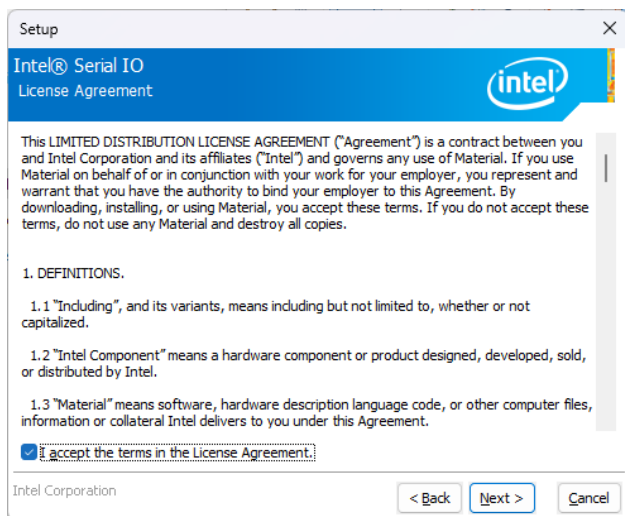 Setup
Intel® Serial IO
License Agreement
intel
This LIMITED DISTRIBUTION LICENSE AGREEMENT ("Agreement") is a contract between you
and Intel Corporation and its affiliates ("Intel") and governs any use of Material. If you use
Material on behalf of or in conjunction with your work for your employer, you represent and
warrant that you have the authority to bind your employer to this Agreement. By
downloading, installing, or using Material, you accept these terms. If you do not accept these
terms, do not use any Material and destroy all copies.
1. DEFINITIONS.
1.1 "Including", and its variants, means including but not limited to, whether or not
capitalized.
1.2 "Intel Component" means a hardware component or product designed, developed, sold,
or distributed by Intel.
1.3 "Material" means software, hardware description language code, or other computer files,
information or collateral Intel delivers to you under this Agreement.
I accept the terms in the License Agreement.
Intel Corporation
< Back
Next >
Cancel